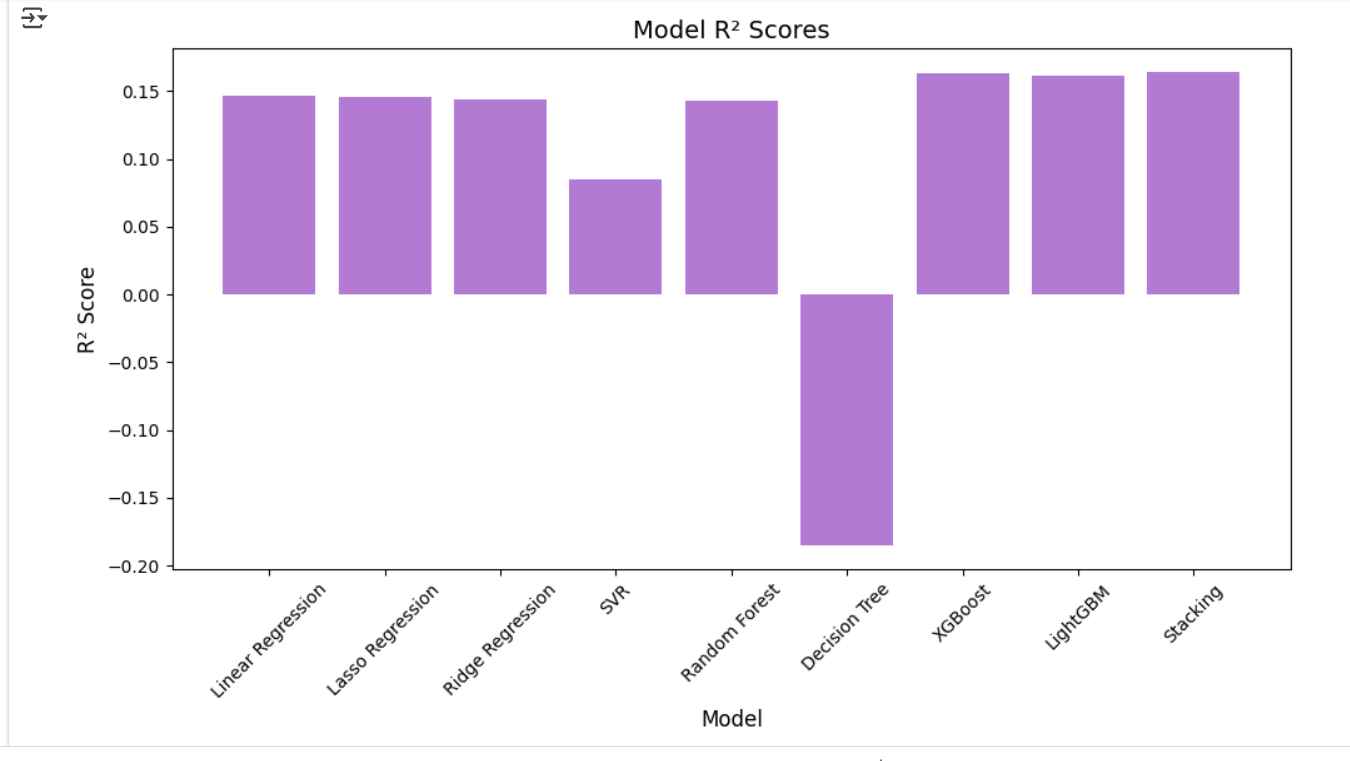 Model R² Scores
0.15
0.10
0.05
0.00
−0.05
−0.10
−0.15
−0.20
R² Score
Linear Regression
Lasso Regression
Ridge Regression
SVR
Random Forest
Decision Tree
XGBoost
LightGBM
Stacking
Model